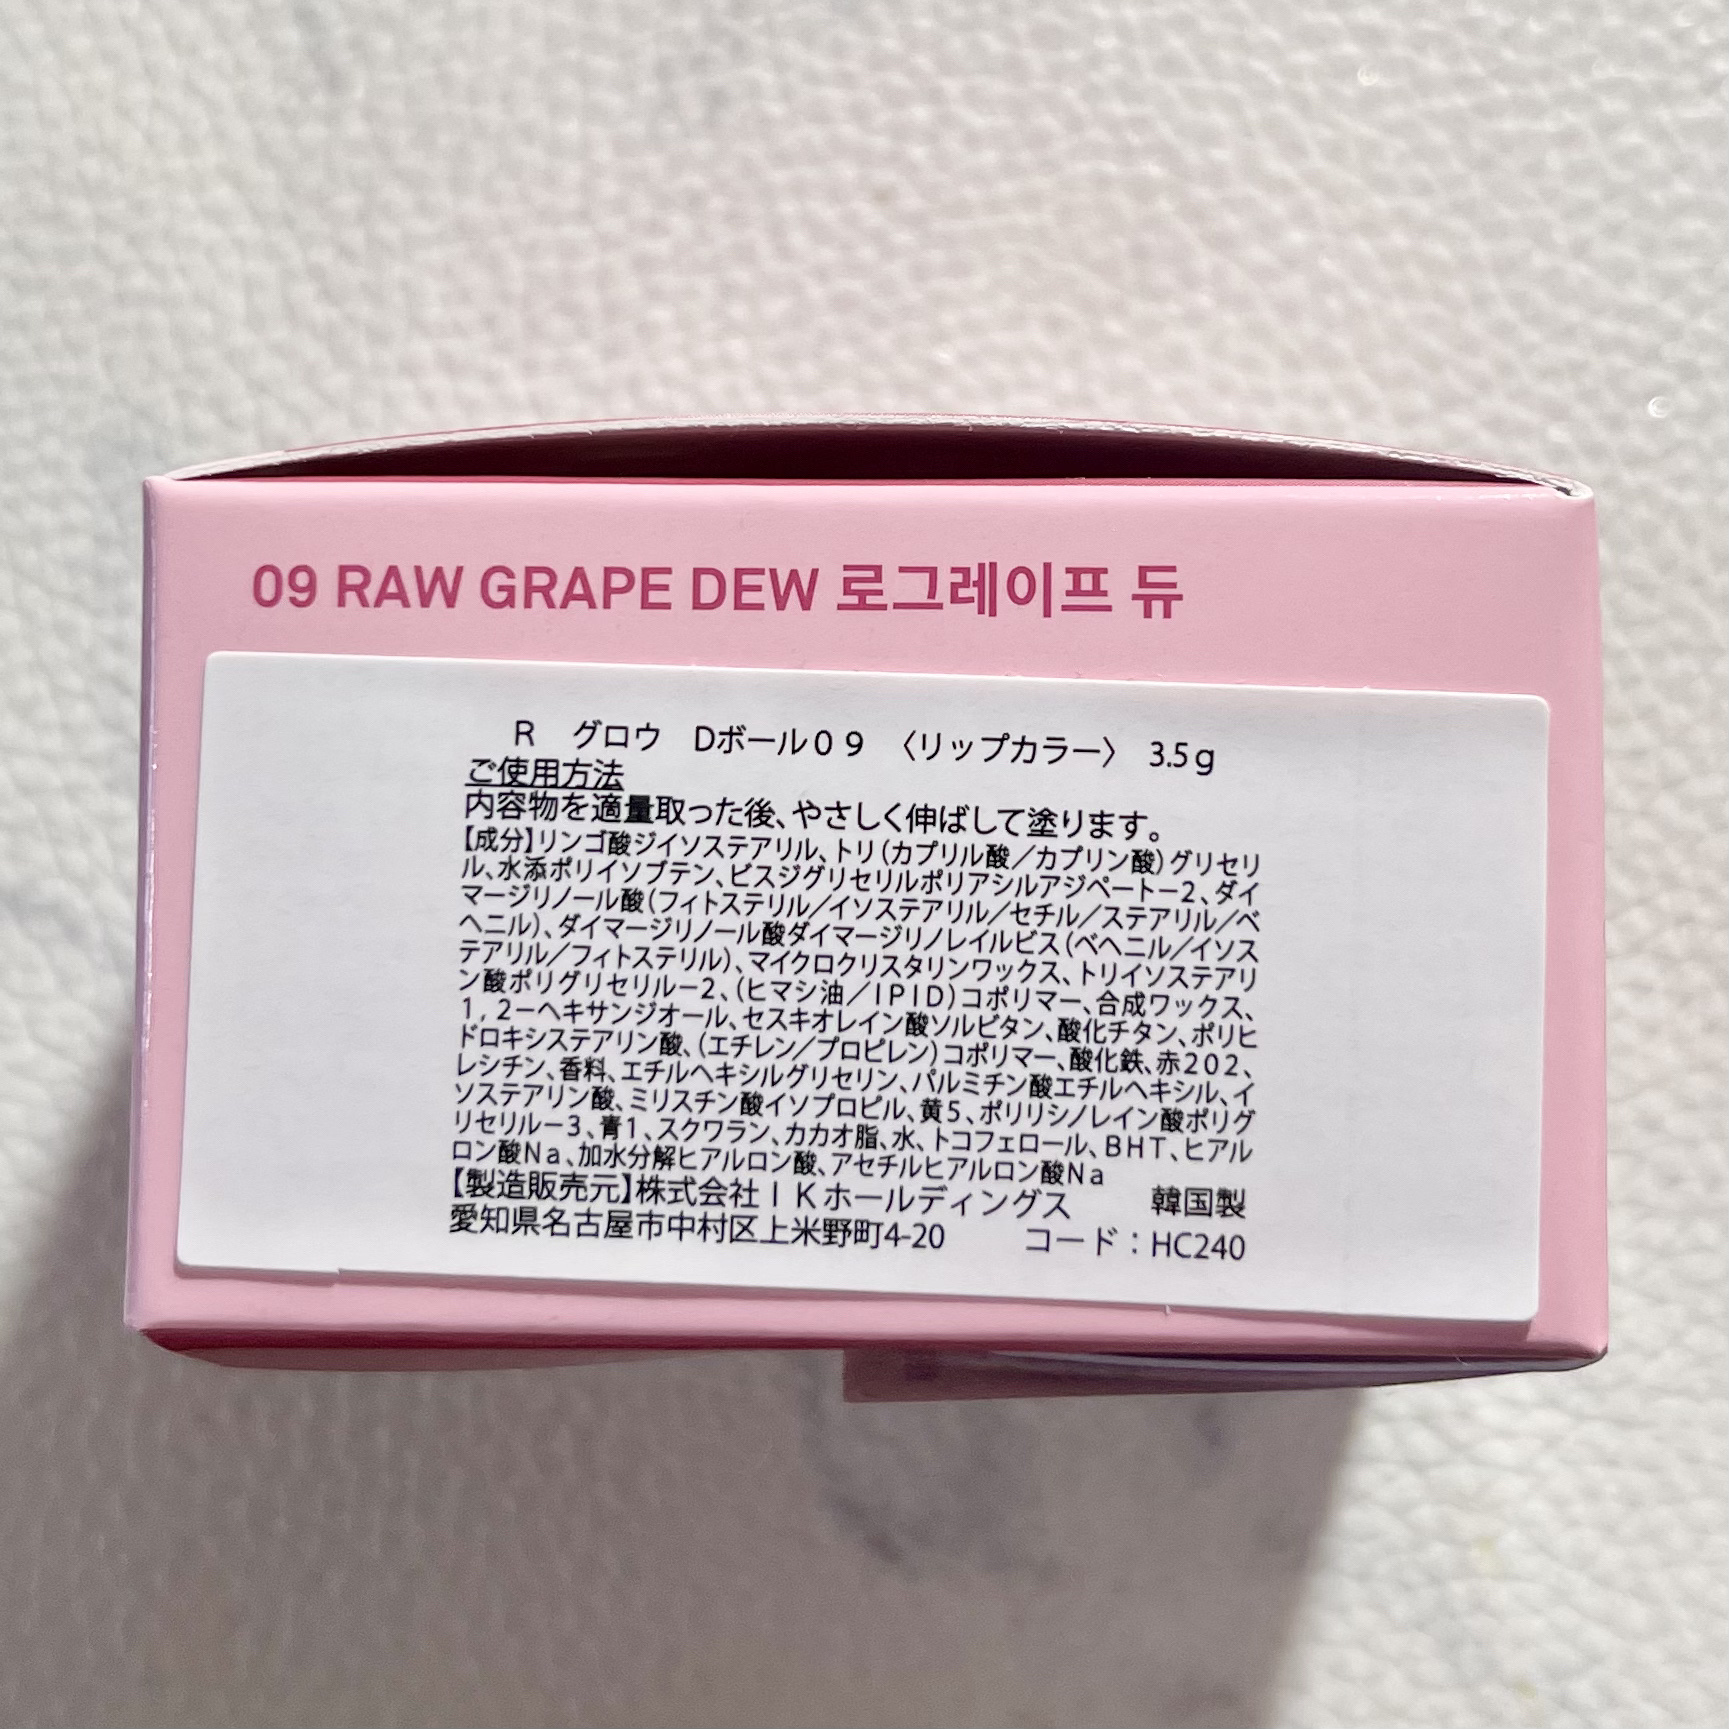 09 RAW GRAPE DEW 로그레이프 듀
R　グロウ　Dボール０９　〈リップカラー〉 3.5g
ご使用方法
内容物を適量取った後、やさしく伸ばして塗ります。
【成分】リンゴ酸ジイソステアリル、トリ（カプリル酸／カプリン酸）グリセリ
ル、水添ポリイソブテン、ビスジグリセリルポリアシルアジペート－2、ダイ
マージリノール酸（フィトステリル／イソステアリル／セチル／ステアリル／ベ
ヘニル）、ダイマージリノール酸ダイマージリノレイルビス（ベヘニル／イソス
テアリル／フィトステリル）、マイクロクリスタリンワックス、トリイソステアリ
ン酸ポリグリセリル－2、（ヒマシ油／ＩＰＩＤ）コポリマー、合成ワックス、
1，2－ヘキサンジオール、セスキオレイン酸ソルビタン、酸化チタン、ポリヒ
ドロキシステアリン酸、（エチレン／プロピレン）コポリマー、酸化鉄、赤202、
レシチン、香料、エチルヘキシルグリセリン、パルミチン酸エチルヘキシル、イ
ソステアリン酸、ミリスチン酸イソプロピル、黄5、ポリリシノレイン酸ポリグ
リセリル－3、青1、スクワラン、カカオ脂、水、トコフェロール、ＢＨＴ、ヒアル
ロン酸Ｎａ、加水分解ヒアルロン酸、アセチルヒアルロン酸Ｎａ
【製造販売元】株式会社ＩＫホールディングス　　韓国製
愛知県名古屋市中村区上米野町4-20　　コード：HC240